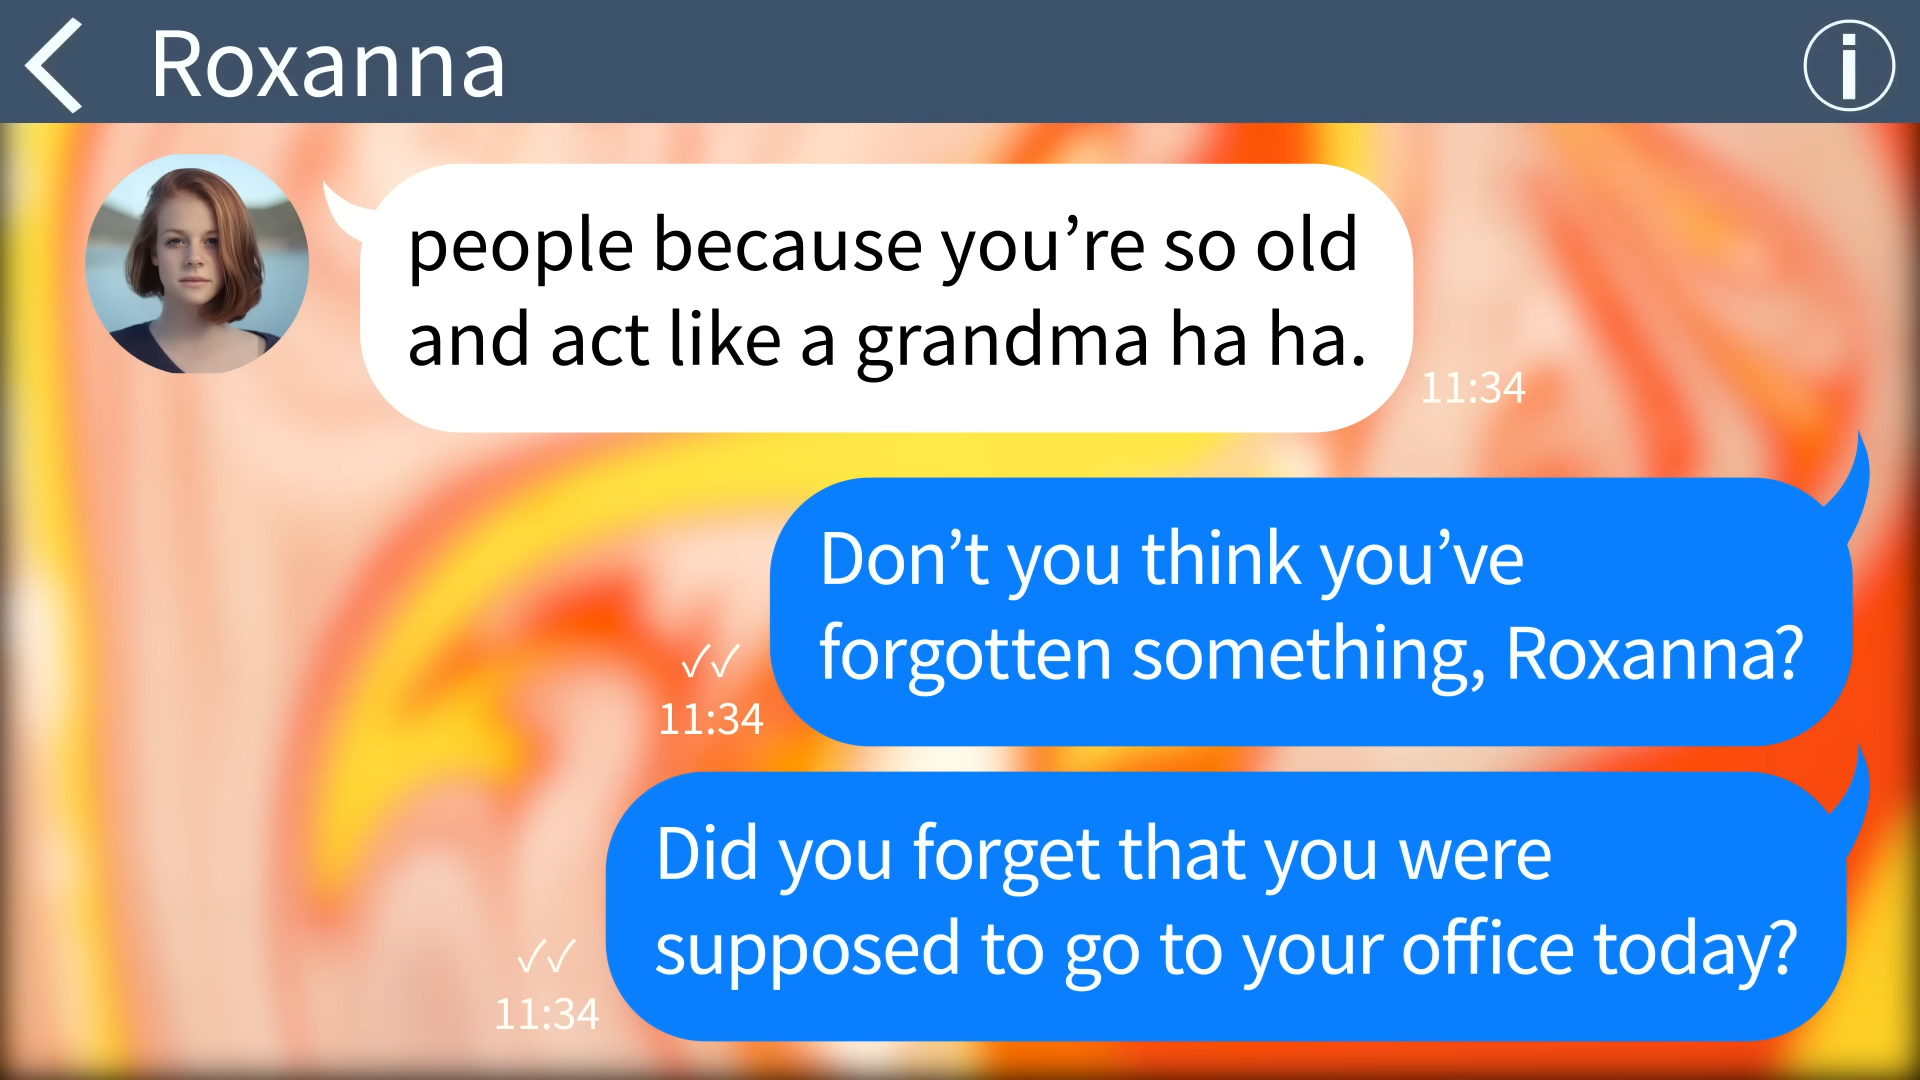 Roxanna
people because you’re so old
and act like a grandma ha ha.
11:34
Don’t you think you’ve
forgotten something, Roxanna?
11:34
Did you forget that you were
supposed to go to your office today?
11:34